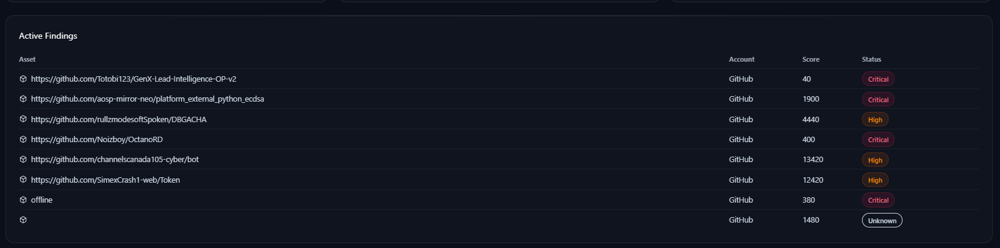 Active Findings
Asset Account Score Status
https://github.com/Totobi123/GenX-Lead-Intelligence-OP-v2 GitHub 40 Critical
https://github.com/aosp-mirror-neo/platform_external_python_ecdsa GitHub 1900 Critical
https://github.com/rullzmodesoftSpoken/DBGACHA GitHub 4440 High
https://github.com/Noizboy/OctanoRD GitHub 400 Critical
https://github.com/channelscanada105-cyber/bot GitHub 13420 High
https://github.com/SimexCrash1-web/Token GitHub 12420 High
offline GitHub 380 Critical
GitHub 1480 Unknown